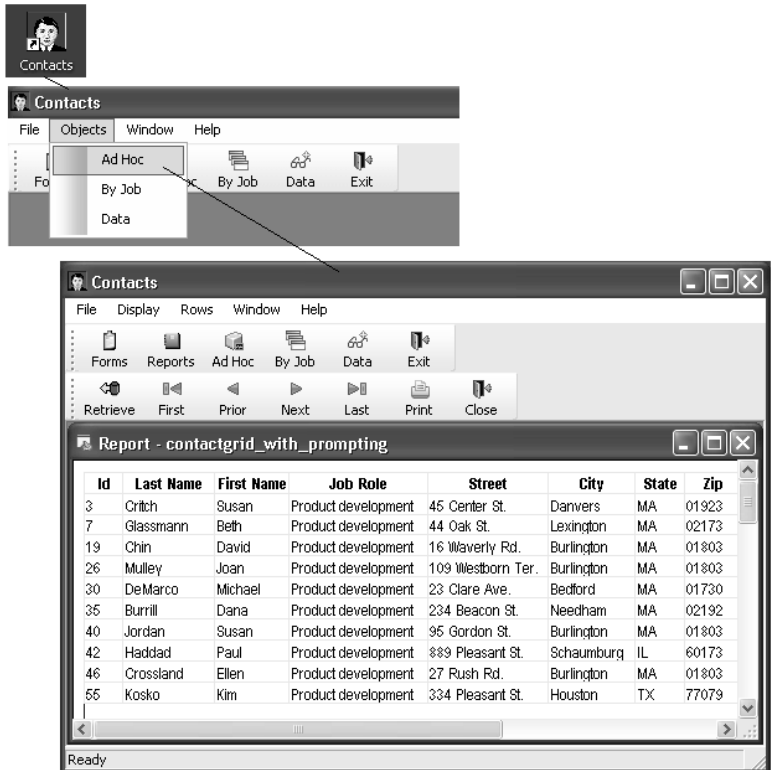 Contacts
Contacts
File Objects Window Help
Ad Hoc
By Job
Data
By Job Data Exit
Contacts
File Display Rows Window Help
Forms Reports Ad Hoc By Job Data Exit
Retrieve First Prior Next Last Print Close
Report - contactgrid_with_prompting
Id Last Name First Name Job Role Street City State Zip
3 Critch Susan Product development 45 Center St. Danvers MA 01923
7 Glassmann Beth Product development 44 Oak St. Lexington MA 02173
19 Chin David Product development 16 Waverly Rd. Burlington MA 01803
26 Mulley Joan Product development 109 Westborn Ter. Burlington MA 01803
30 DeMarco Michael Product development 23 Clare Ave. Bedford MA 01730
35 Burrill Dana Product development 234 Beacon St. Needham MA 02192
40 Jordan Susan Product development 95 Gordon St. Burlington MA 01803
42 Haddad Paul Product development 889 Pleasant St. Schaumburg IL 60173
46 Crossland Ellen Product development 27 Rush Rd. Burlington MA 01803
55 Kosko Kim Product development 334 Pleasant St. Houston TX 77079
Ready